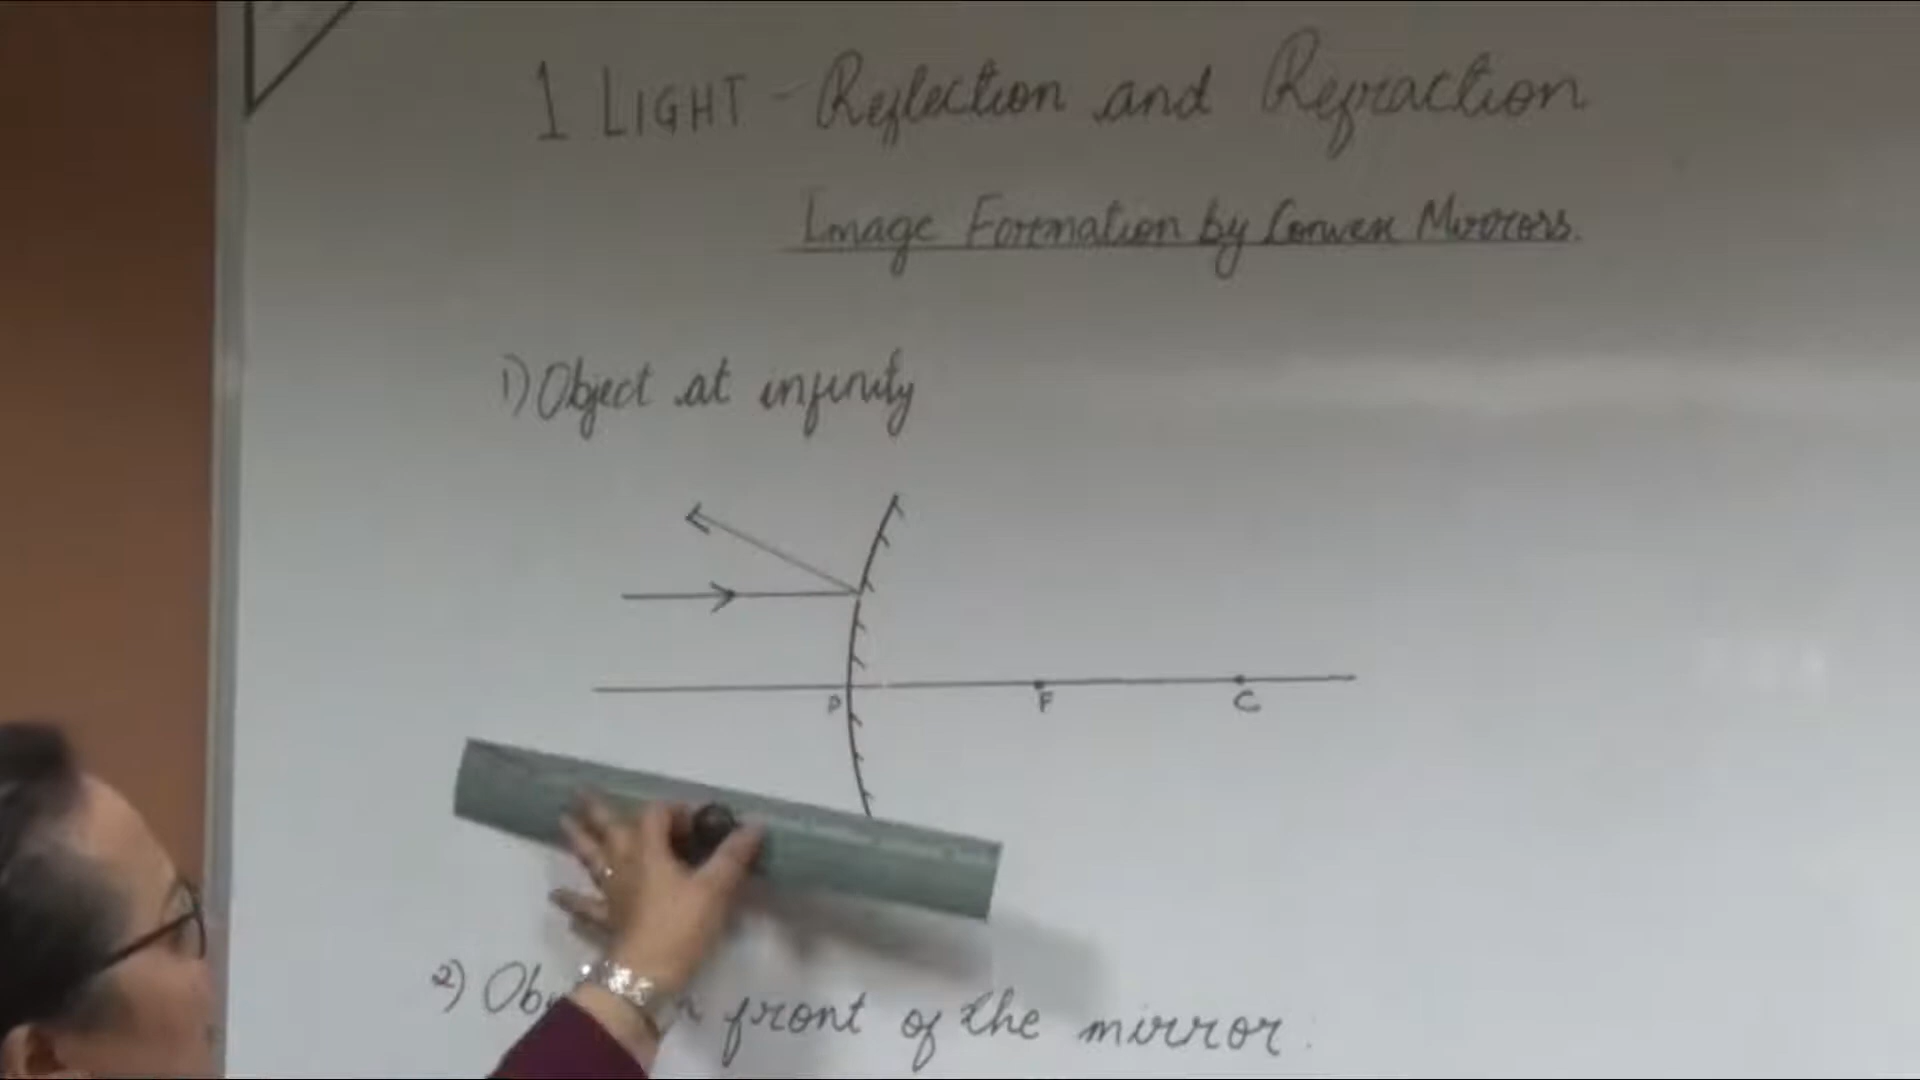 1 LIGHT - Reflection and Refraction
Image Formation by Convex Mirrors.
1) Object at infinity
P F C
2) front of the mirror.